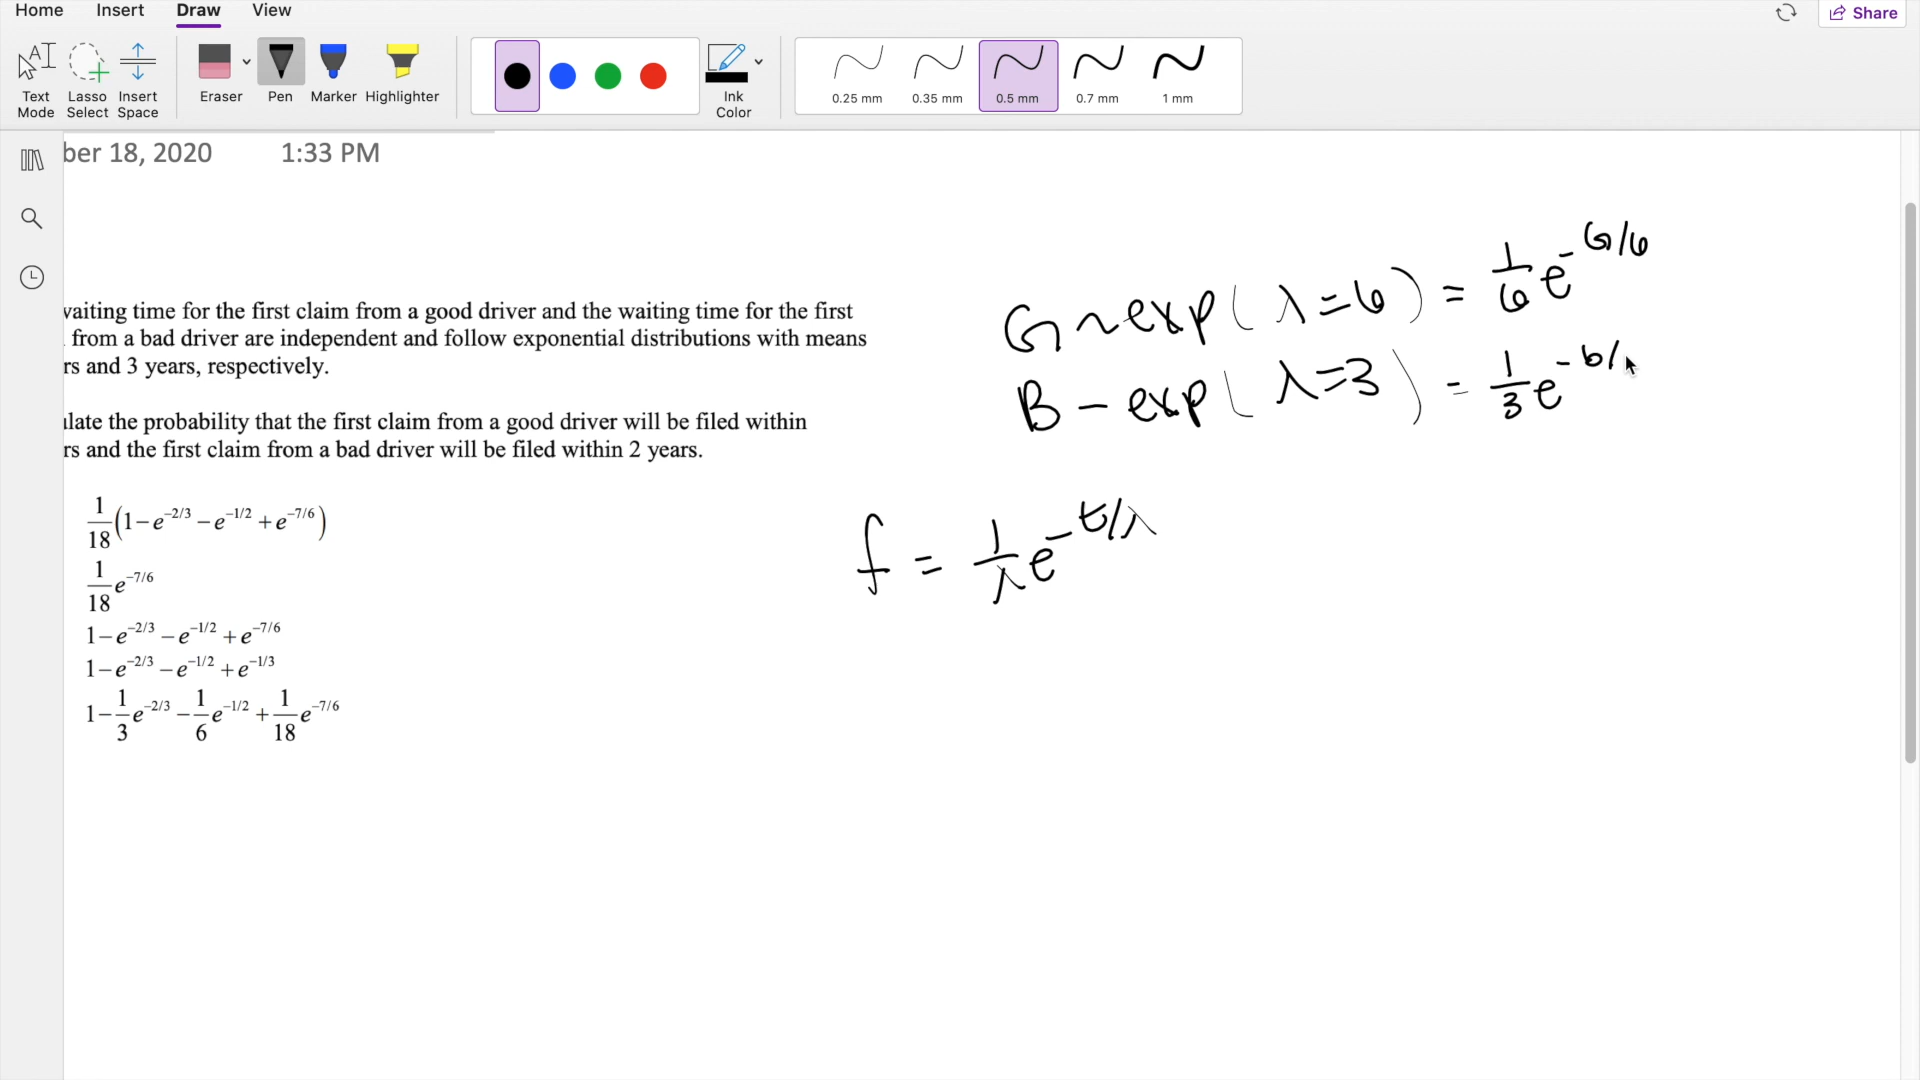 Home Insert Draw View
Share
Text Mode
Lasso Select
Insert Space
Eraser
Pen
Marker
Highlighter
Ink Color
0.25 mm
0.35 mm
0.5 mm
0.7 mm
1 mm
ber 18, 2020 1:33 PM
waiting time for the first claim from a good driver and the waiting time for the first
from a bad driver are independent and follow exponential distributions with means
rs and 3 years, respectively.
ulate the probability that the first claim from a good driver will be filed within
rs and the first claim from a bad driver will be filed within 2 years.
1/18 (1 − e^{−2/3} − e^{−1/2} + e^{−7/6})
1/18 e^{−7/6}
1 − e^{−2/3} − e^{−1/2} + e^{−7/6}
1 − e^{−2/3} − e^{−1/2} + e^{−1/3}
1 − 1/3 e^{−2/3} − 1/6 e^{−1/2} + 1/18 e^{−7/6}
G ~ exp( λ=6 ) = 1/6 e^{-G/6}
B - exp( λ=3 ) = 1/3 e^{-b/
f = 1/λ e^{-t/λ}